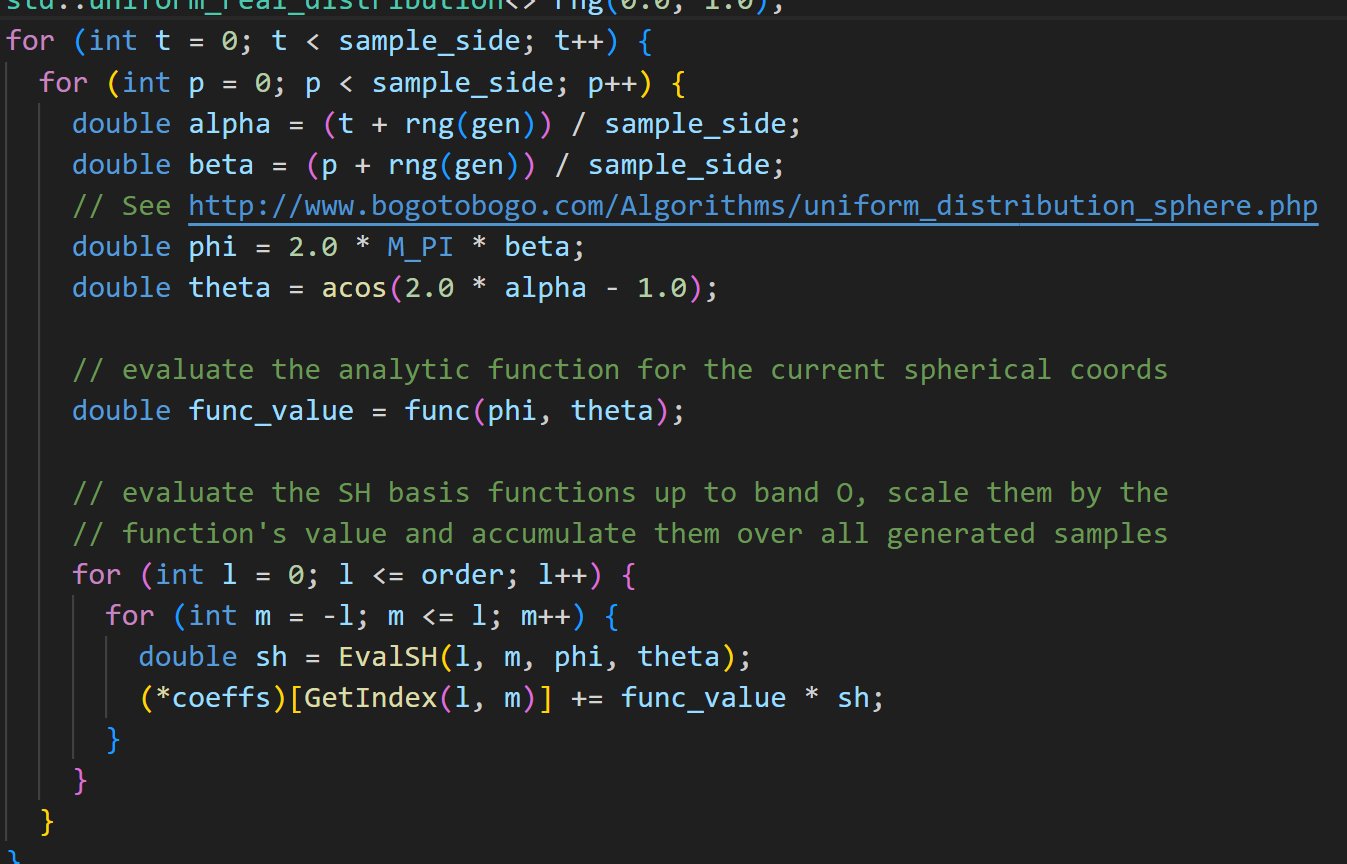 std::uniform_real_distribution<> rng(0.0, 1.0);
for (int t = 0; t < sample_side; t++) {
  for (int p = 0; p < sample_side; p++) {
    double alpha = (t + rng(gen)) / sample_side;
    double beta = (p + rng(gen)) / sample_side;
    // See http://www.bogotobogo.com/Algorithms/uniform_distribution_sphere.php
    double phi = 2.0 * M_PI * beta;
    double theta = acos(2.0 * alpha - 1.0);
    // evaluate the analytic function for the current spherical coords
    double func_value = func(phi, theta);
    // evaluate the SH basis functions up to band O, scale them by the
    // function's value and accumulate them over all generated samples
    for (int l = 0; l <= order; l++) {
      for (int m = -l; m <= l; m++) {
        double sh = EvalSH(l, m, phi, theta);
        (*coeffs)[GetIndex(l, m)] += func_value * sh;
      }
    }
  }
}